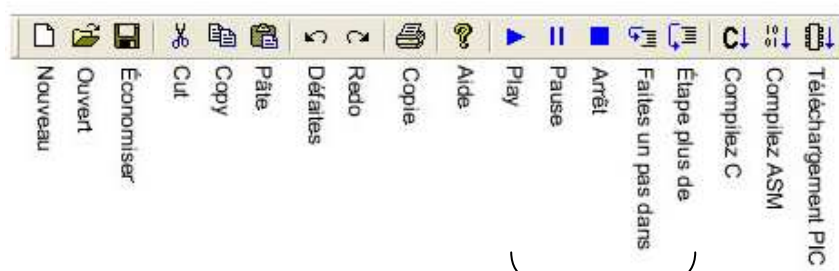 Nouveau
Ouvert
Économiser
Cut
Copy
Pâte
Défaites
Redo
Copie
Aide
Play
Pause
Arrêt
Faites un pas dans
Étape plus de
Compilez C
Compilez ASM
Téléchargement PIC